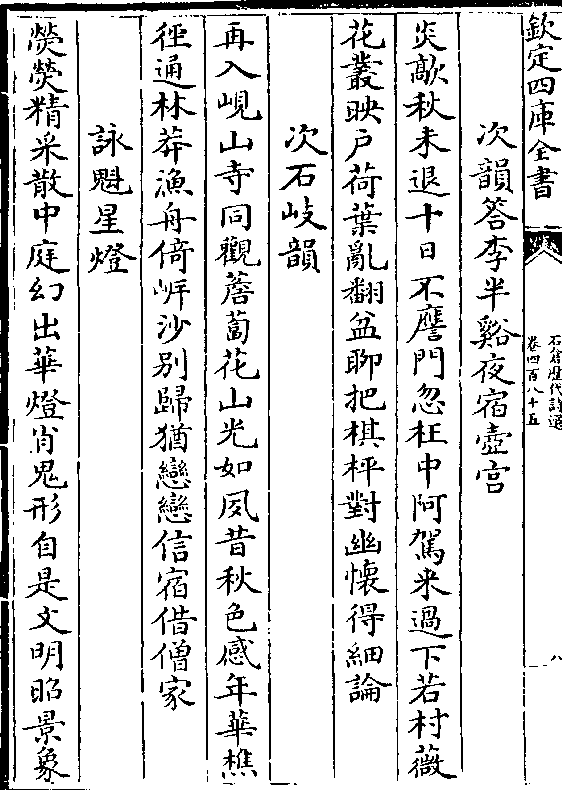 欽定四庫全書
石倉歷代詩選
卷四百八十五
八
次韻答李半谿夜宿壺宫
炎歊秋未退十日不麈門忽枉中阿駕来過下若村薇
花叢映戶荷葉亂翻盆聊把棋枰對幽懷得細論
次石岐韻
再入峴山寺同觀薝蔔花山光如夙昔秋色感年華樵
徑通林莽漁舟倚岸沙别歸猶戀戀信宿借僧家
詠魁星燈
熒熒精采散中庭幻出華燈肖鬼形自是文明昭景象